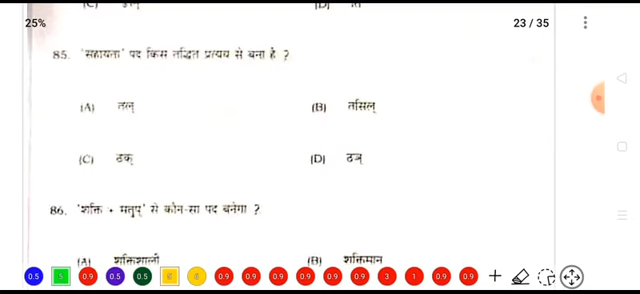 25%
23 / 35
85. 'सहायता' पद किस तद्धित प्रत्यय से बना है ?
(A) तल्
(B) तसिल्
(C) ठक्
(D) ठञ्
86. 'शक्ति + मतुप्' से कौन-सा पद बनेगा ?
(A) शक्तिशाली
(B) शक्तिमान
0.5 5 0.9 0.5 0.5 8 6 0.9 0.9 0.9 0.9 0.9 0.9 3 1 0.9 0.9